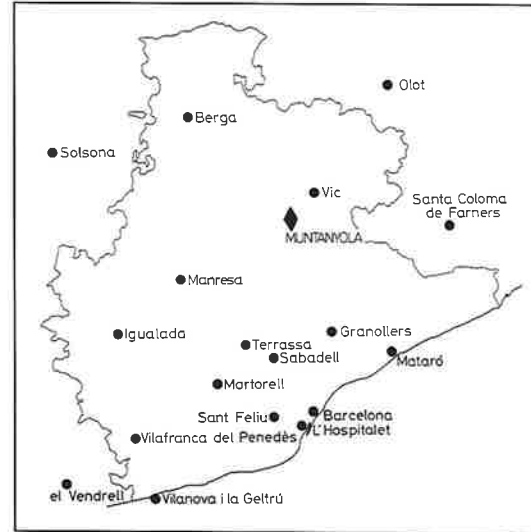 Olot
Berga
Solsona
Vic
Santa Coloma
de Farners
MUNTANYOLA
Manresa
Igualada
Granollers
Terrassa
Sabadell
Mataró
Martorell
Sant Feliu
Barcelona
L'Hospitalet
Vilafranca del Penedès
el Vendrell
Vilanova i la Geltrú